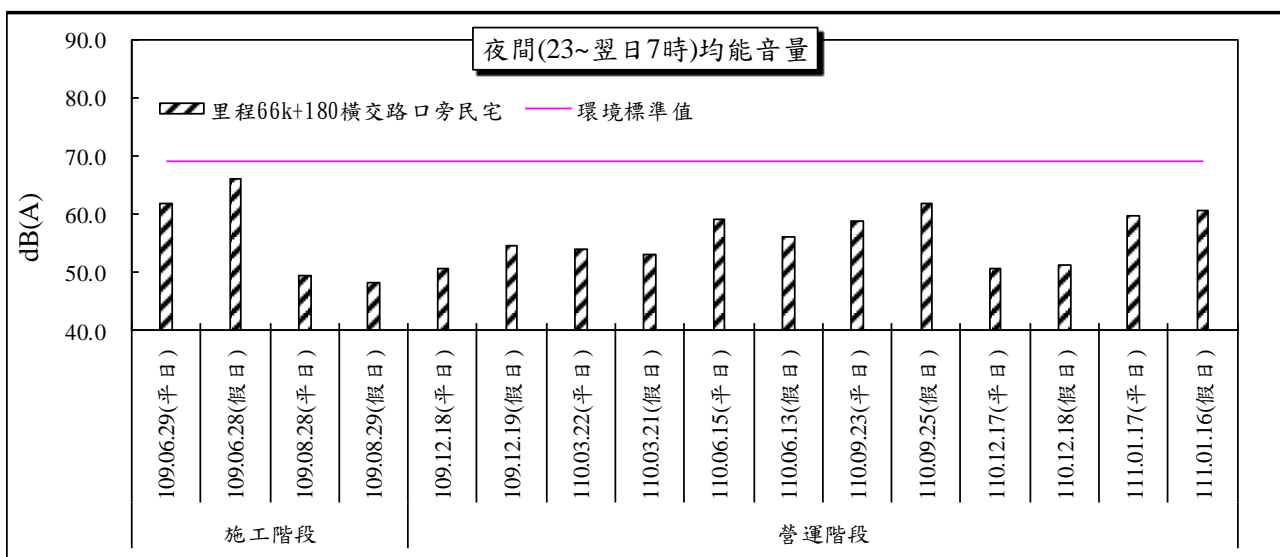 夜間(23~翌日7時)均能音量
里程66k+180橫交路口旁民宅
環境標準值
dB(A)
90.0
80.0
70.0
60.0
50.0
40.0
109.06.29(平日)
109.06.28(假日)
109.08.28(平日)
109.08.29(假日)
109.12.18(平日)
109.12.19(假日)
110.03.22(平日)
110.03.21(假日)
110.06.15(平日)
110.06.13(假日)
110.09.23(平日)
110.09.25(假日)
110.12.17(平日)
110.12.18(假日)
111.01.17(平日)
111.01.16(假日)
施工階段
營運階段